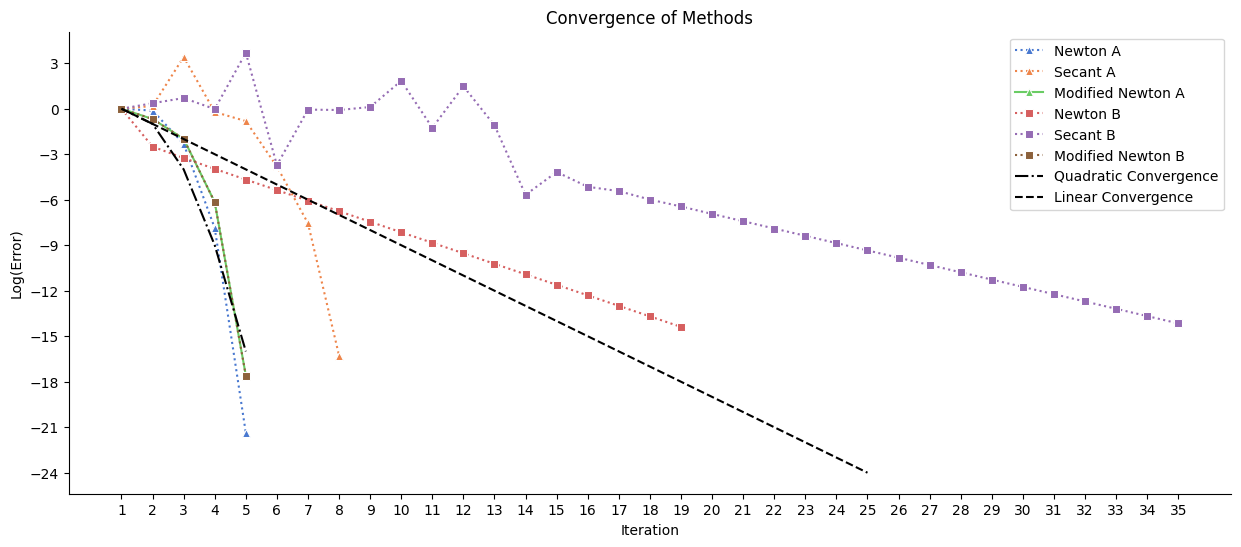 Convergence of Methods
Log(Error)
3
0
−3
−6
−9
−12
−15
−18
−21
−24
Newton A
Secant A
Modified Newton A
Newton B
Secant B
Modified Newton B
Quadratic Convergence
Linear Convergence
1 2 3 4 5 6 7 8 9 10 11 12 13 14 15 16 17 18 19 20 21 22 23 24 25 26 27 28 29 30 31 32 33 34 35
Iteration